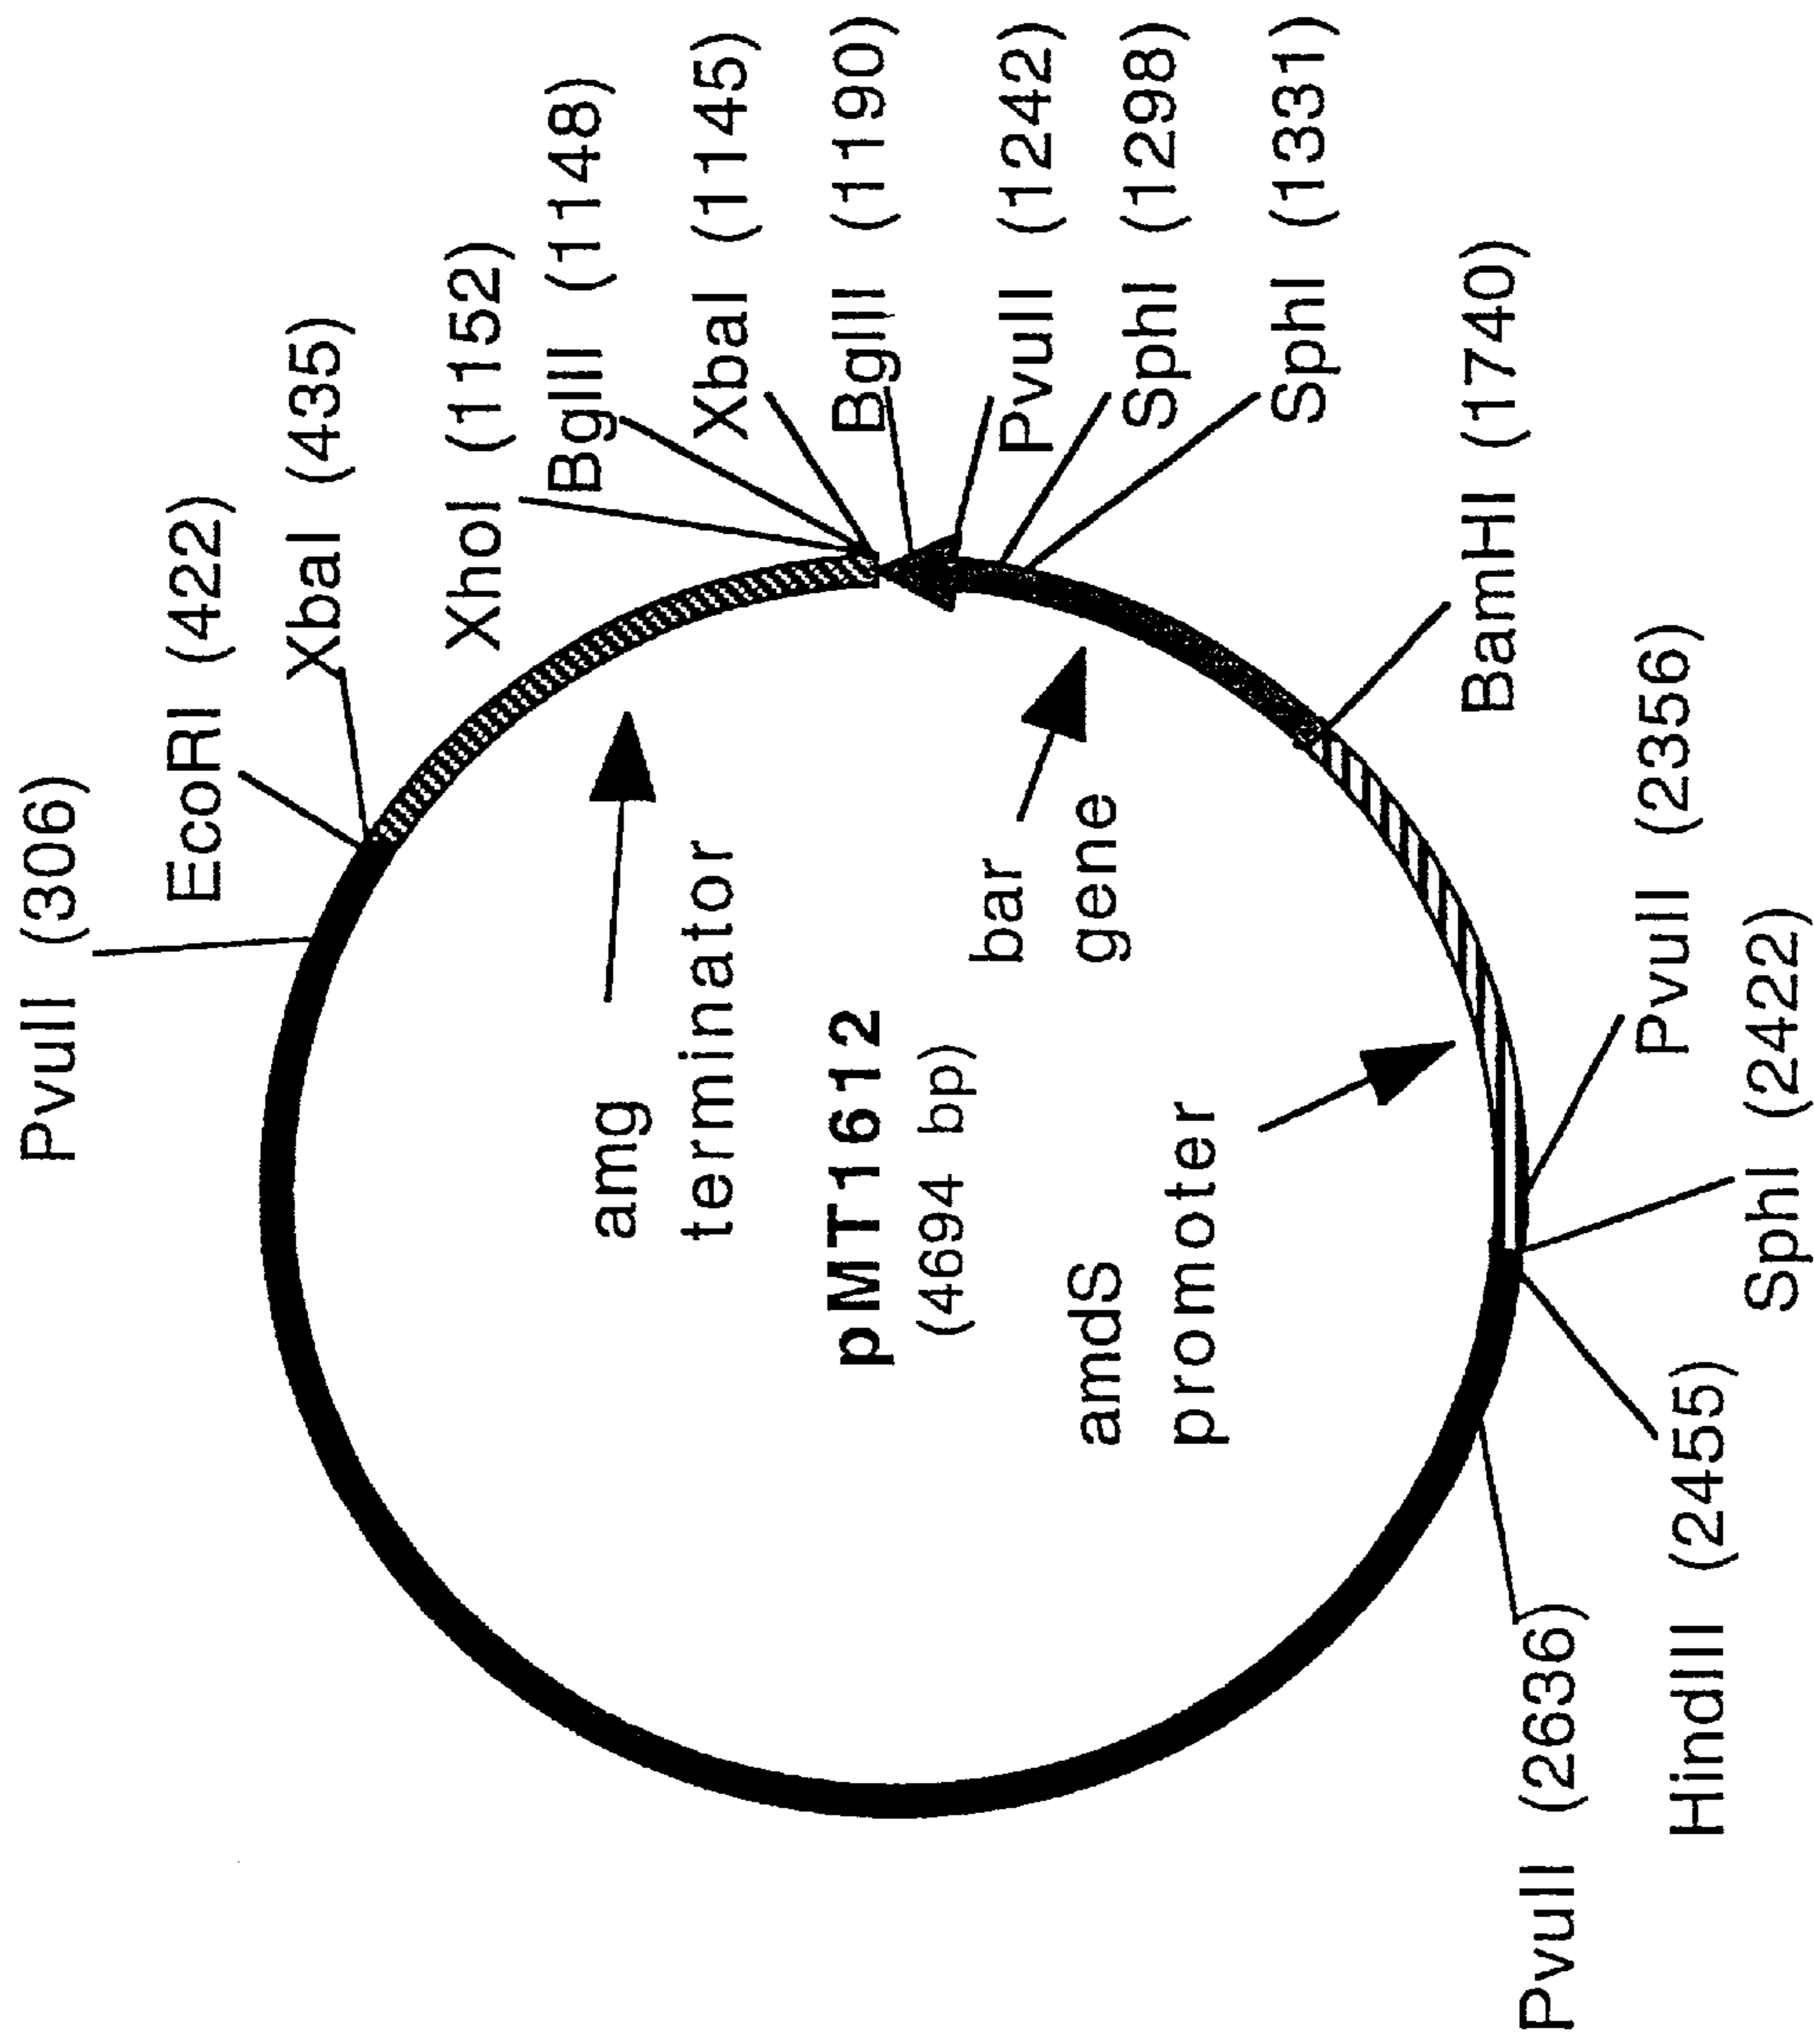 PvuII (306)
EcoRI (422)
XbaI (435)
XhoI (1152)
BglII (1148)
XbaI (1145)
BglII (1190)
PvuII (1242)
SphI (1298)
SphI (1331)
BamHI (1740)
PvuII (2356)
SphI (2422)
HindIII (2455)
PvuII (2636)
amg
terminator
pMT1612
(4694 bp)
bar
gene
amdS
promoter